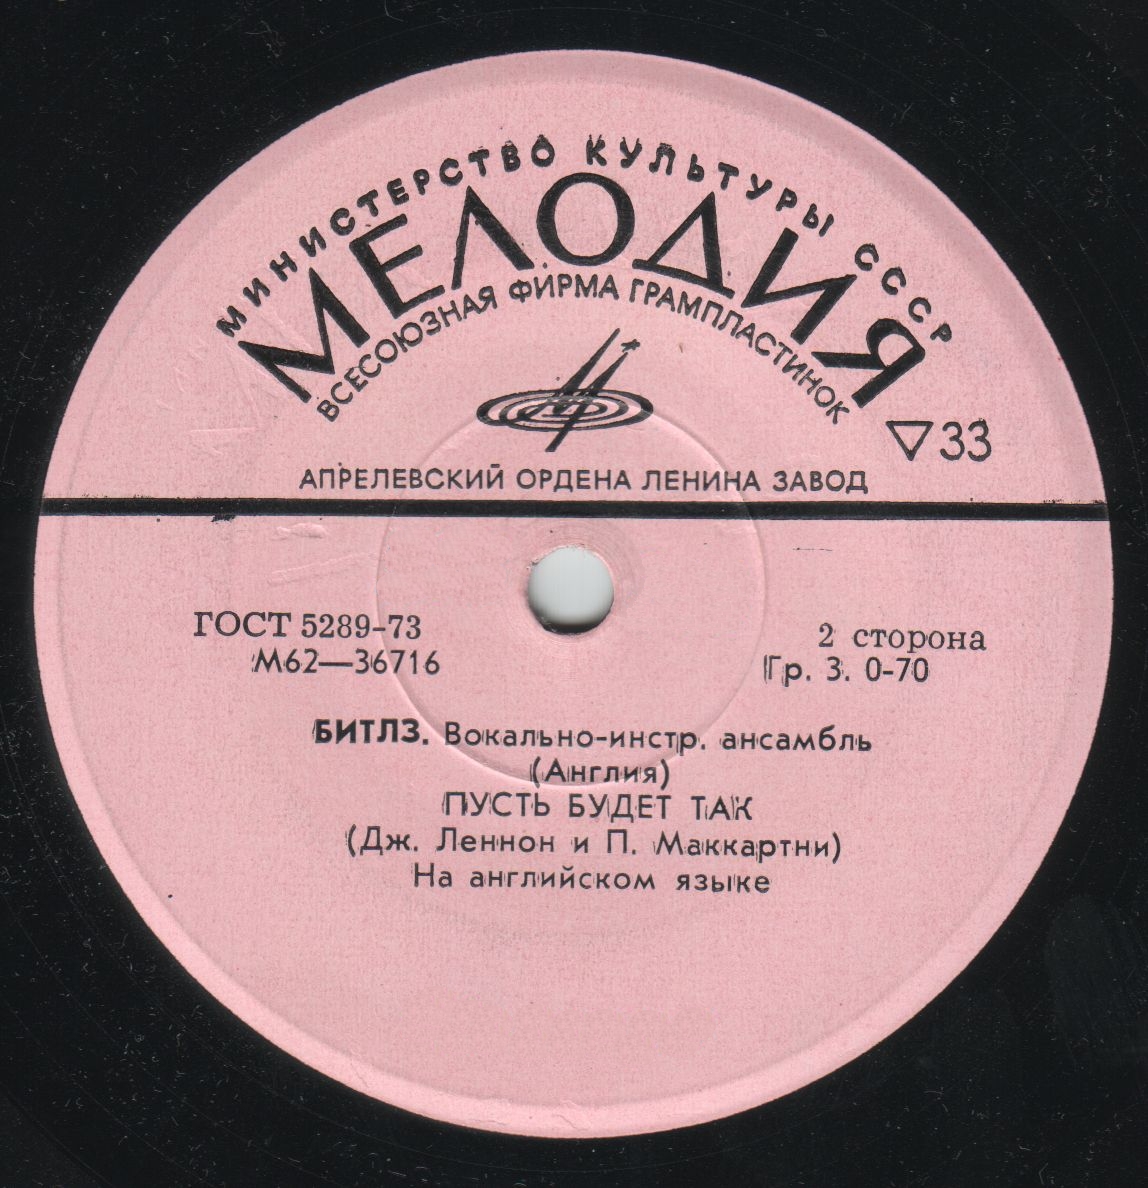 МИНИСТЕРСТВО КУЛЬТУРЫ СССР
МЕЛОДИЯ
ВСЕСОЮЗНАЯ ФИРМА ГРАМПЛАСТИНОК
▽33
АПРЕЛЕВСКИЙ ОРДЕНА ЛЕНИНА ЗАВОД
ГОСТ 5289-73
2 сторона
М62—36716
Гр. 3. 0-70
БИТЛЗ. Вокально-инстр. ансамбль
(Англия)
ПУСТЬ БУДЕТ ТАК
(Дж. Леннон и П. Маккартни)
На английском языке